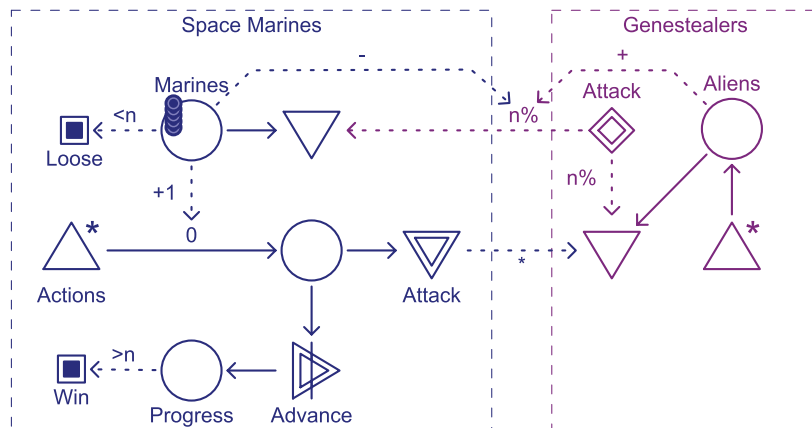 Space Marines
Genestealers
-
+
Marines
Attack
Aliens
<n
n%
Loose
n%
+1
0
*
*
Actions
Attack
*
>n
Win
Progress
Advance